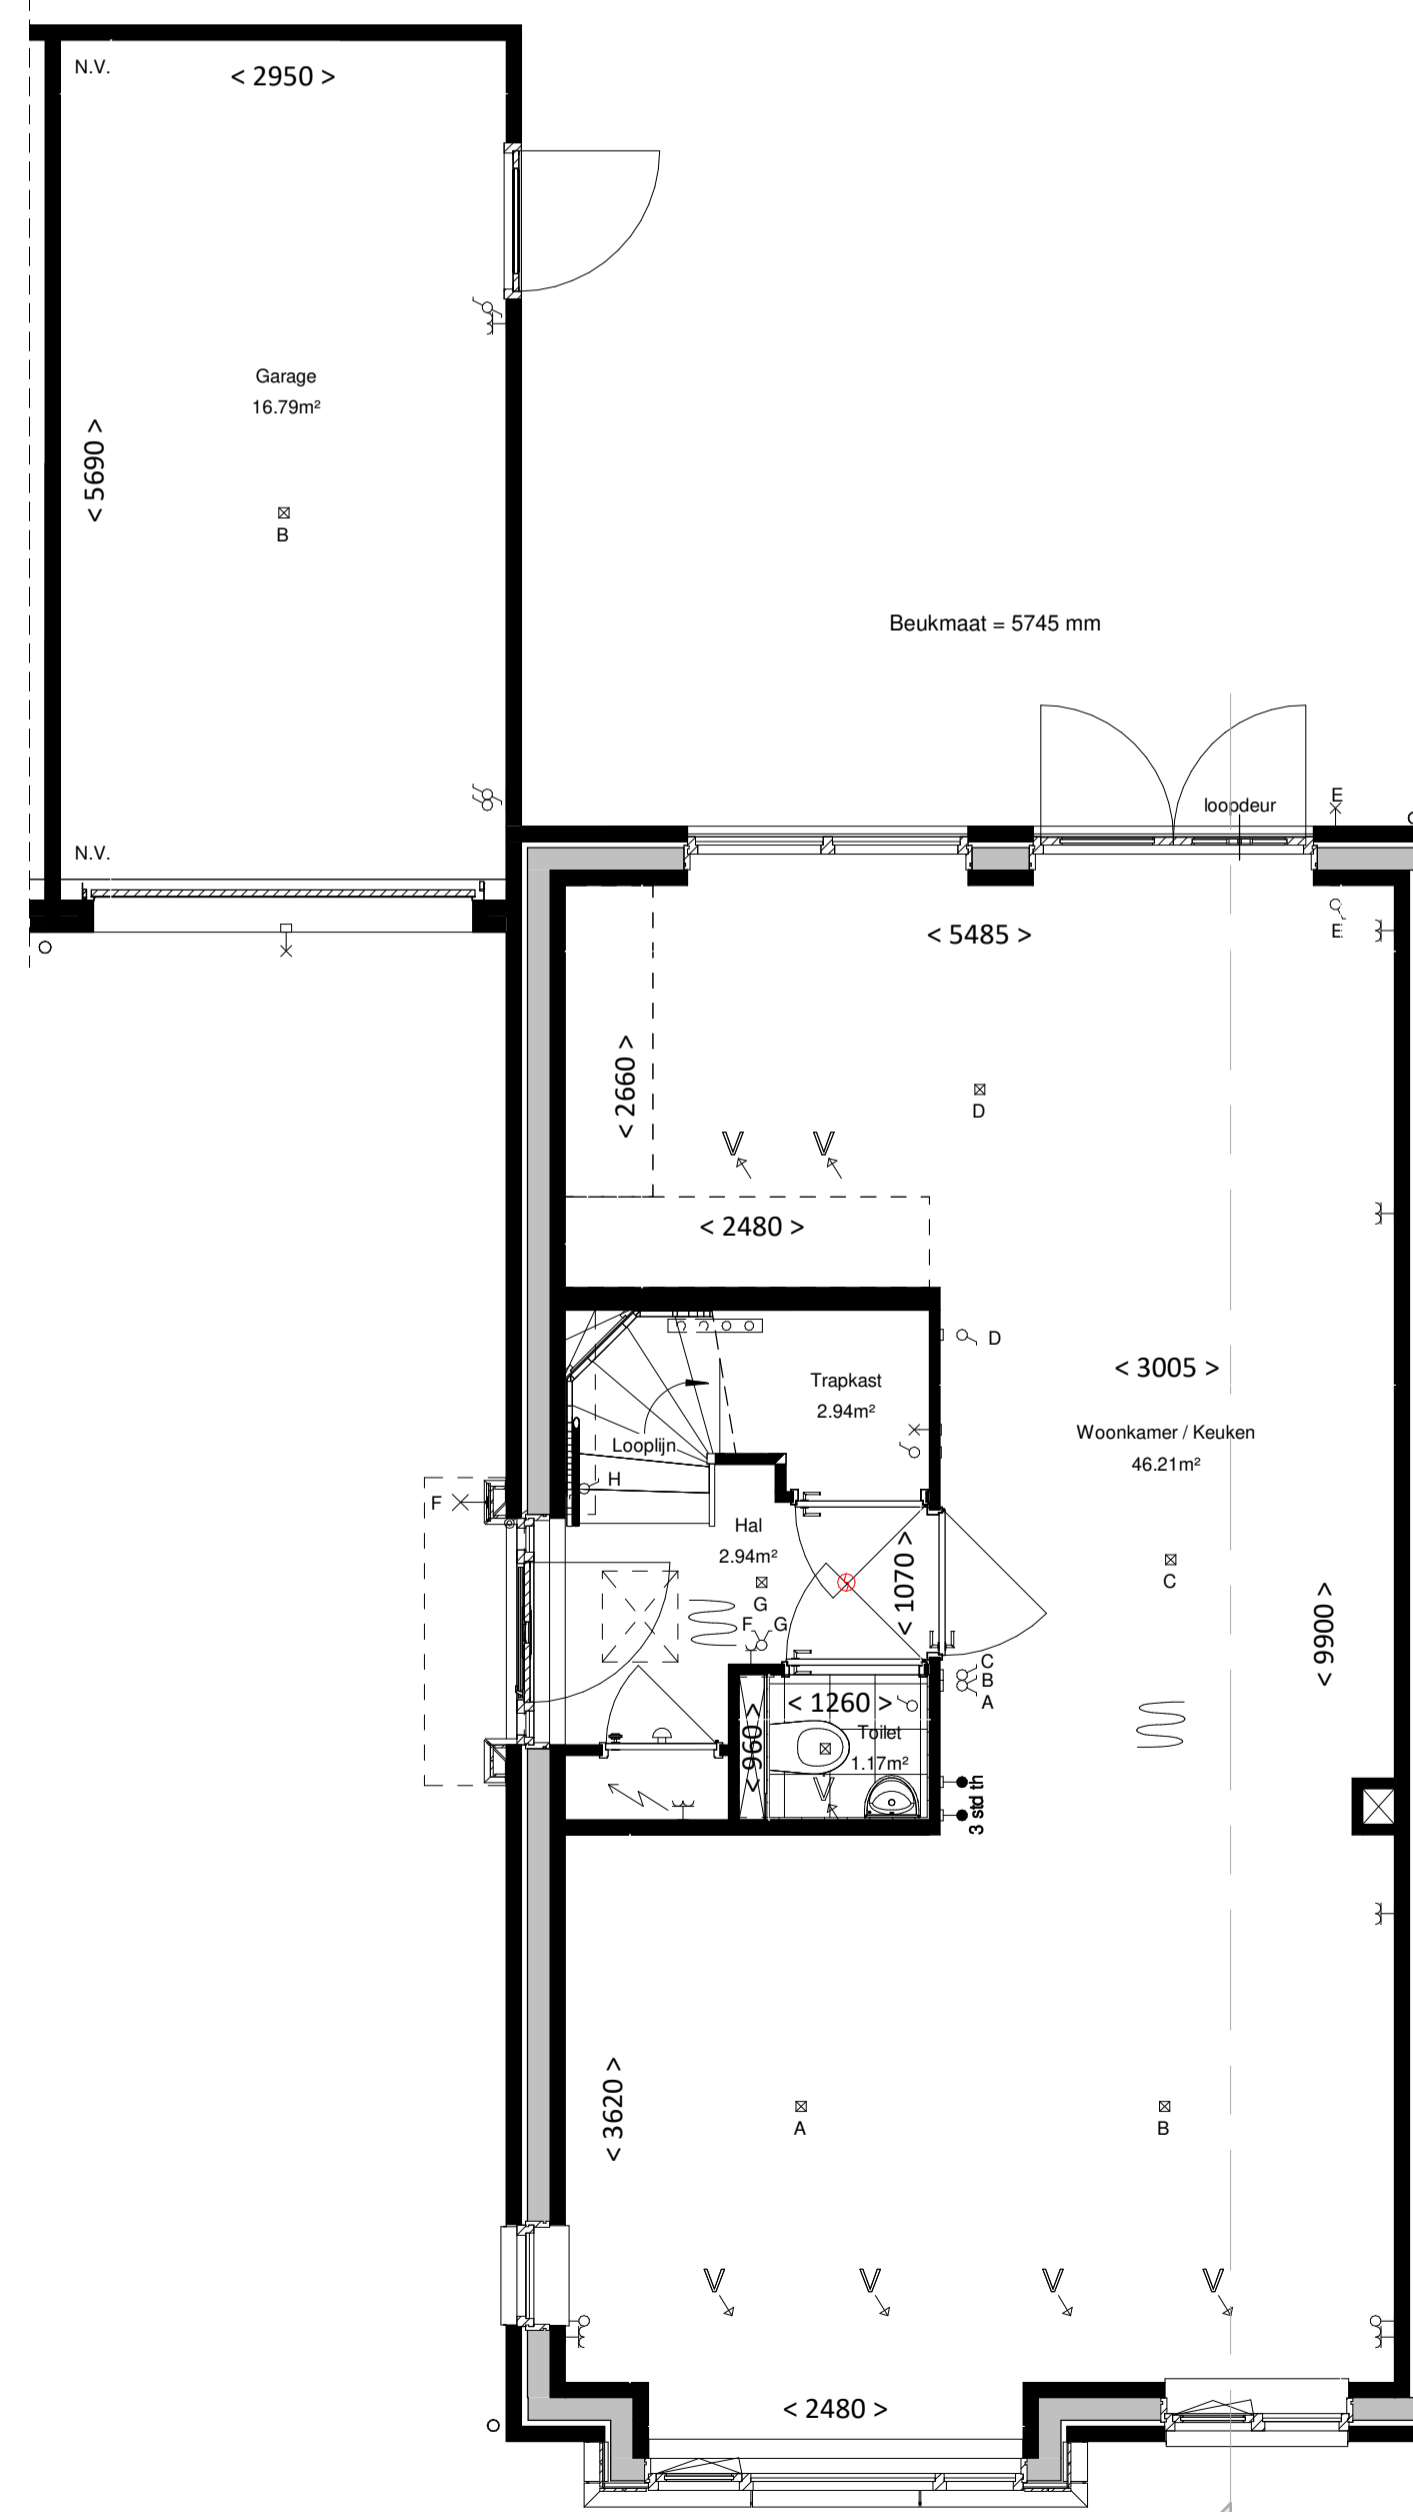 N.V.
< 2950 >
Garage
16.79m²
< 5690 >
B
Beukmaat = 5745 mm
loopdeur
E
N.V.
E
< 5485 >
< 2660 >
D
V V
< 2480 >
D
Trapkast
2.94m²
< 3005 >
Woonkamer / Keuken
46.21m²
Looplijn
H
F
Hal
2.94m²
G
F G
< 1070 >
C
< 9900 >
C
B
A
< 1260 >
< 960 >
Toilet
1.17m²
V
3 std th
< 3620 >
A
B
V V V V
< 2480 >